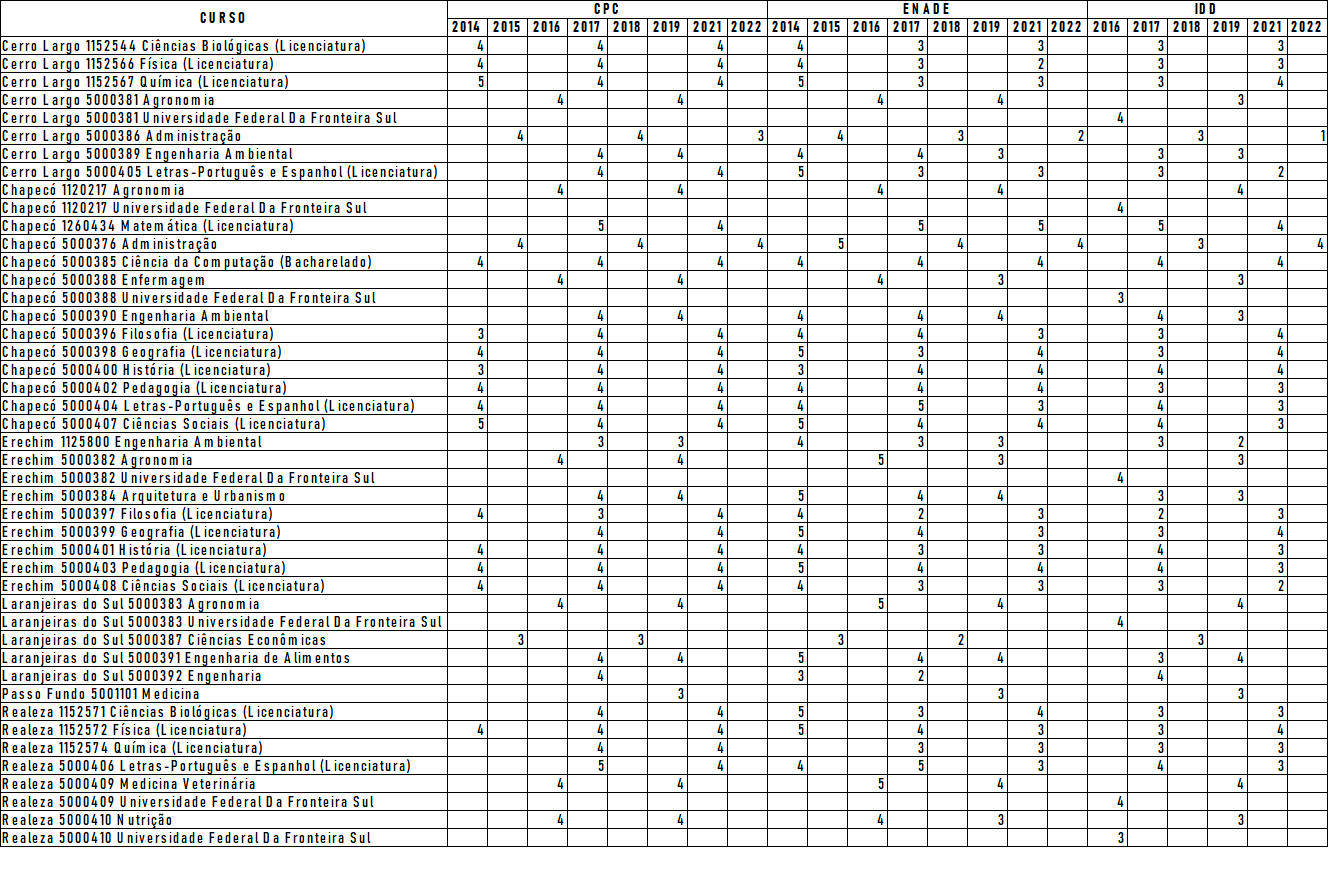 CURSO CPC ENADE IDD
2014 2015 2016 2017 2018 2019 2021 2022 2014 2015 2016 2017 2018 2019 2021 2022 2016 2017 2018 2019 2021 2022
Cerro Largo 1152544 Ciências Biológicas (Licenciatura) 4 4 4 4 3 3 3 3
Cerro Largo 1152566 Física (Licenciatura) 4 4 4 4 3 2 3 3
Cerro Largo 1152567 Química (Licenciatura) 5 4 4 5 3 3 3 4
Cerro Largo 5000381 Agronomia 4 4 4 4 3
Cerro Largo 5000381 Universidade Federal Da Fronteira Sul 4
Cerro Largo 5000386 Administração 4 4 3 4 3 2 3 1
Cerro Largo 5000389 Engenharia Ambiental 4 4 4 4 3 3 3
Cerro Largo 5000405 Letras-Português e Espanhol (Licenciatura) 4 4 5 3 3 3 2
Chapecó 1120217 Agronomia 4 4 4 4 4
Chapecó 1120217 Universidade Federal Da Fronteira Sul 4
Chapecó 1260434 Matemática (Licenciatura) 5 4 5 5 5 4
Chapecó 5000376 Administração 4 4 4 5 4 4 3 4
Chapecó 5000385 Ciência da Computação (Bacharelado) 4 4 4 4 4 4 4 4
Chapecó 5000388 Enfermagem 4 4 4 3 3
Chapecó 5000388 Universidade Federal Da Fronteira Sul 3
Chapecó 5000390 Engenharia Ambiental 4 4 4 4 4 4 3
Chapecó 5000396 Filosofia (Licenciatura) 3 4 4 4 4 3 3 4
Chapecó 5000398 Geografia (Licenciatura) 4 4 4 5 3 4 3 4
Chapecó 5000400 História (Licenciatura) 3 4 4 3 4 4 4 4
Chapecó 5000402 Pedagogia (Licenciatura) 4 4 4 4 4 4 3 3
Chapecó 5000404 Letras-Português e Espanhol (Licenciatura) 4 4 4 4 5 3 4 3
Chapecó 5000407 Ciências Sociais (Licenciatura) 5 4 4 5 4 4 4 3
Erechim 1125800 Engenharia Ambiental 3 3 4 3 3 3 2
Erechim 5000382 Agronomia 4 4 5 3 3
Erechim 5000382 Universidade Federal Da Fronteira Sul 4
Erechim 5000384 Arquitetura e Urbanismo 4 4 5 4 4 3 3
Erechim 5000397 Filosofia (Licenciatura) 4 3 4 4 2 3 2 3
Erechim 5000399 Geografia (Licenciatura) 4 4 5 4 3 3 4
Erechim 5000401 História (Licenciatura) 4 4 4 4 3 3 4 3
Erechim 5000403 Pedagogia (Licenciatura) 4 4 4 5 4 4 4 3
Erechim 5000408 Ciências Sociais (Licenciatura) 4 4 4 4 3 3 3 2
Laranjeiras do Sul 5000383 Agronomia 4 4 5 4 4
Laranjeiras do Sul 5000383 Universidade Federal Da Fronteira Sul 4
Laranjeiras do Sul 5000387 Ciências Econômicas 3 3 3 2 3
Laranjeiras do Sul 5000391 Engenharia de Alimentos 4 4 5 4 4 3 4
Laranjeiras do Sul 5000392 Engenharia 4 3 2 4
Passo Fundo 5001101 Medicina 3 3 3
Realeza 1152571 Ciências Biológicas (Licenciatura) 4 4 5 3 4 3 3
Realeza 1152572 Física (Licenciatura) 4 4 4 5 4 3 3 4
Realeza 1152574 Química (Licenciatura) 4 4 3 3 3 3
Realeza 5000406 Letras-Português e Espanhol (Licenciatura) 5 4 4 5 3 4 3
Realeza 5000409 Medicina Veterinária 4 4 5 4 4
Realeza 5000409 Universidade Federal Da Fronteira Sul 4
Realeza 5000410 Nutrição 4 4 4 3 3
Realeza 5000410 Universidade Federal Da Fronteira Sul 3